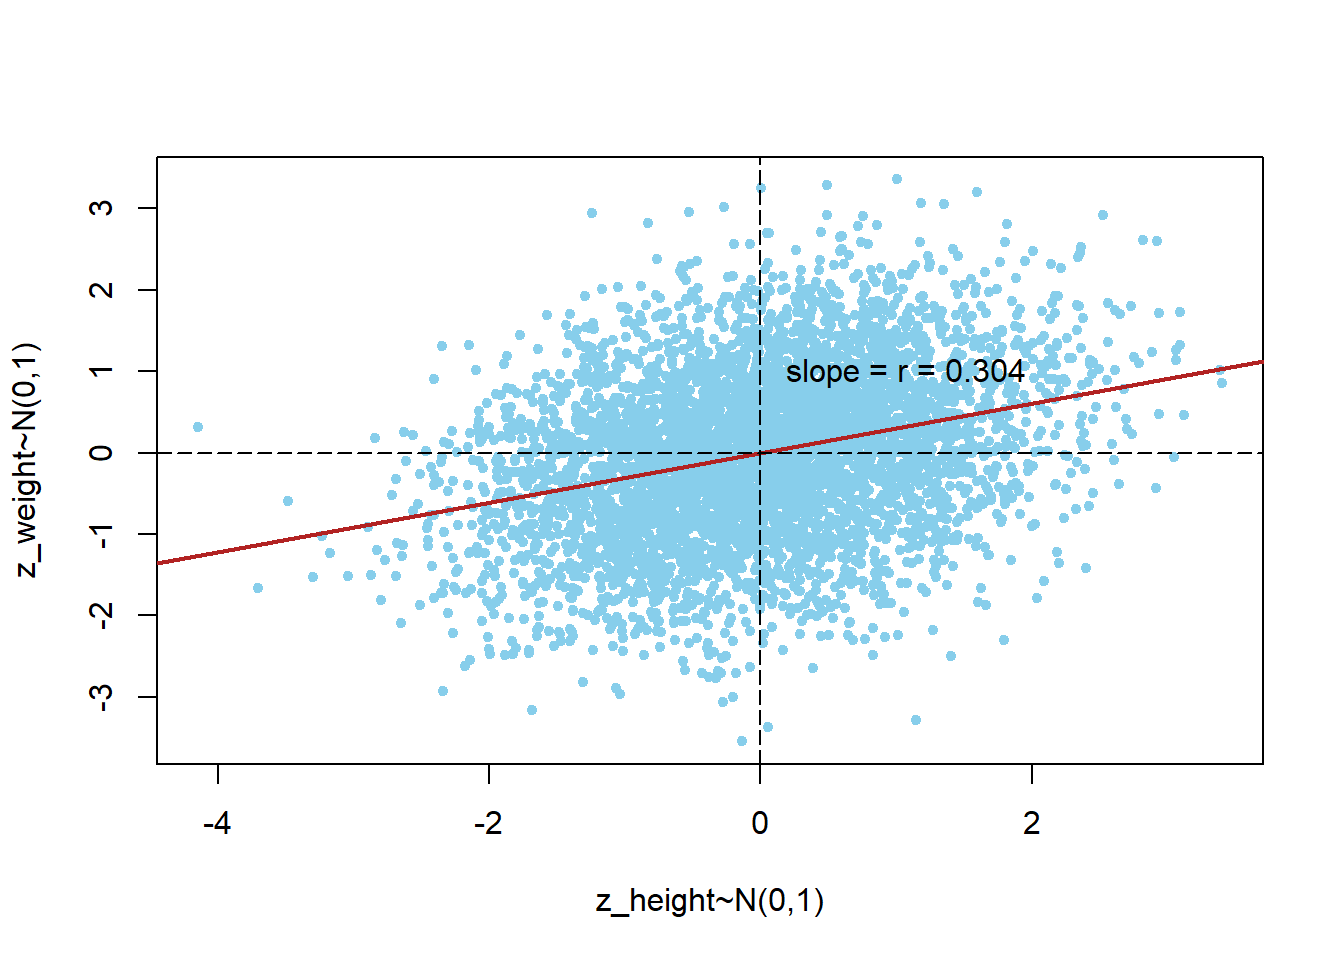 3
2
1
0
-1
-2
-3
z_weight~N(0,1)
slope = r = 0.304
-4 -2 0 2
z_height~N(0,1)